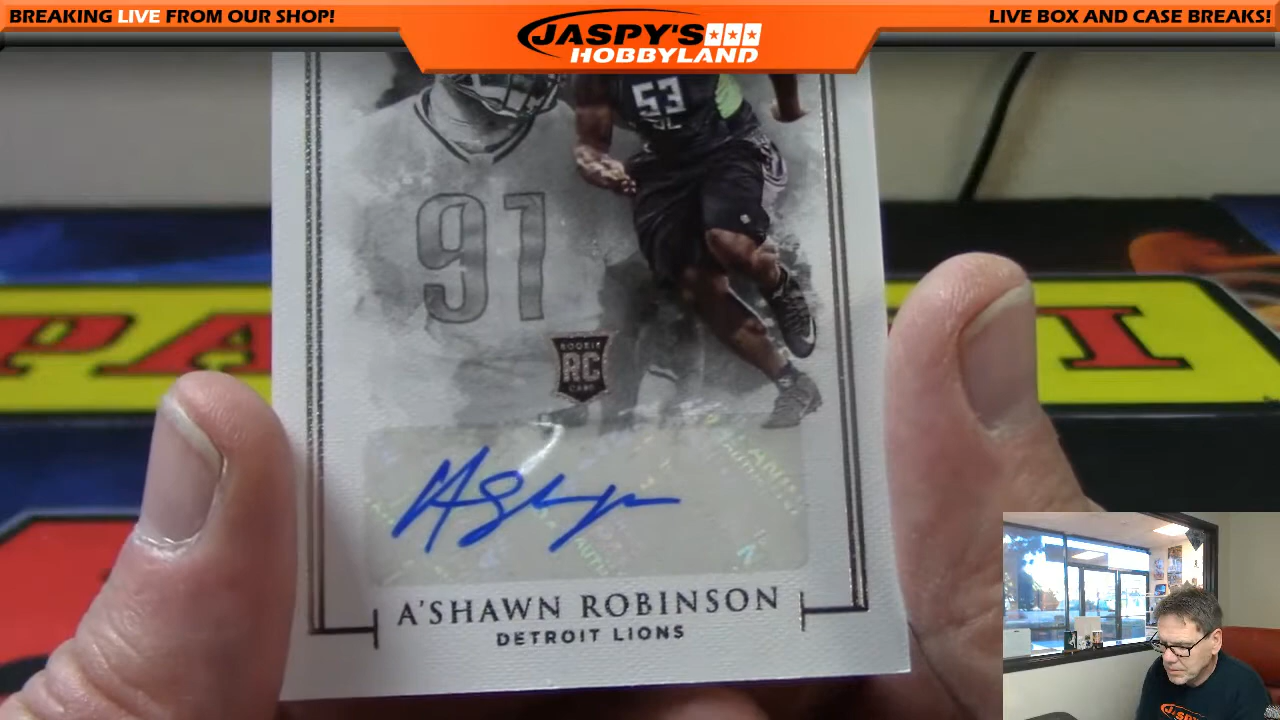 BREAKING LIVE FROM OUR SHOP!
JASPY'S
HOBBYLAND
LIVE BOX AND CASE BREAKS!
53
91
ROOKIE
RC
CARD
A'SHAWN ROBINSON
DETROIT LIONS